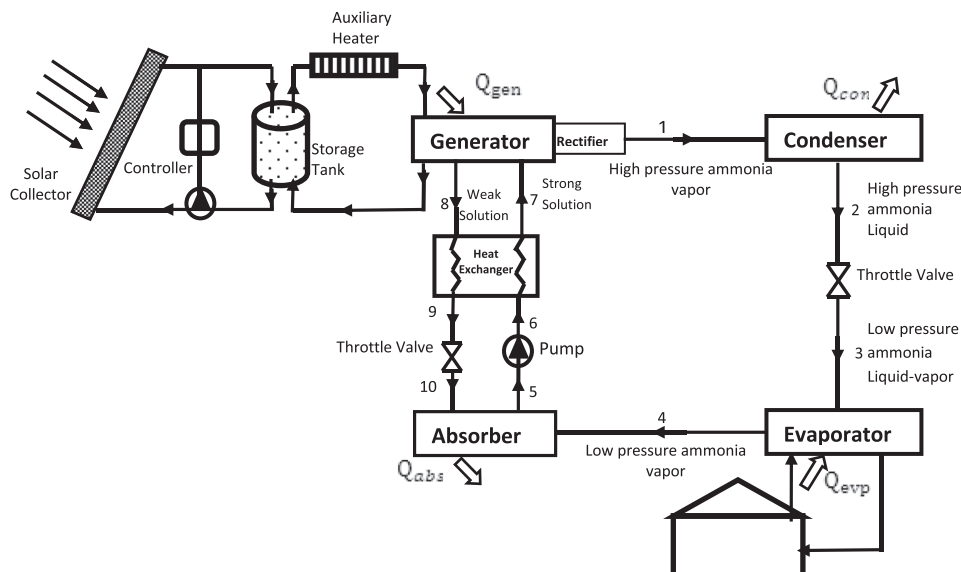 Auxiliary
Heater
Q_gen
Q_con
Generator
Rectifier
1
Condenser
High pressure ammonia
vapor
Solar
Collector
Controller
Storage
Tank
8
Weak
Solution
7
Strong
Solution
2
High pressure
ammonia
Liquid
Heat
Exchanger
Throttle Valve
9
6
Throttle Valve
Pump
3
Low pressure
ammonia
Liquid-vapor
10
5
Absorber
4
Low pressure ammonia
vapor
Evaporator
Q_abs
Q_evp